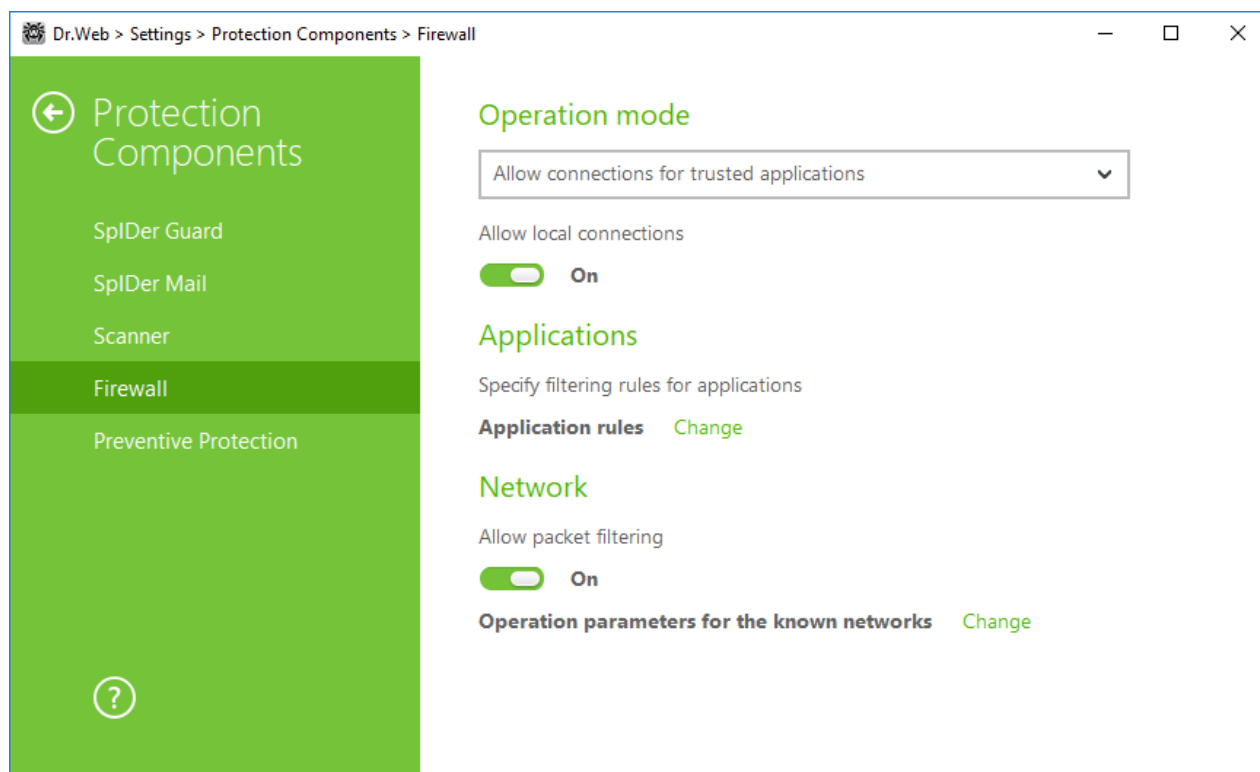 Dr.Web > Settings > Protection Components > Firewall
Protection
Components
SpIDer Guard
SpIDer Mail
Scanner
Firewall
Preventive Protection
?
Operation mode
Allow connections for trusted applications
Allow local connections
On
Applications
Specify filtering rules for applications
Application rules Change
Network
Allow packet filtering
On
Operation parameters for the known networks Change